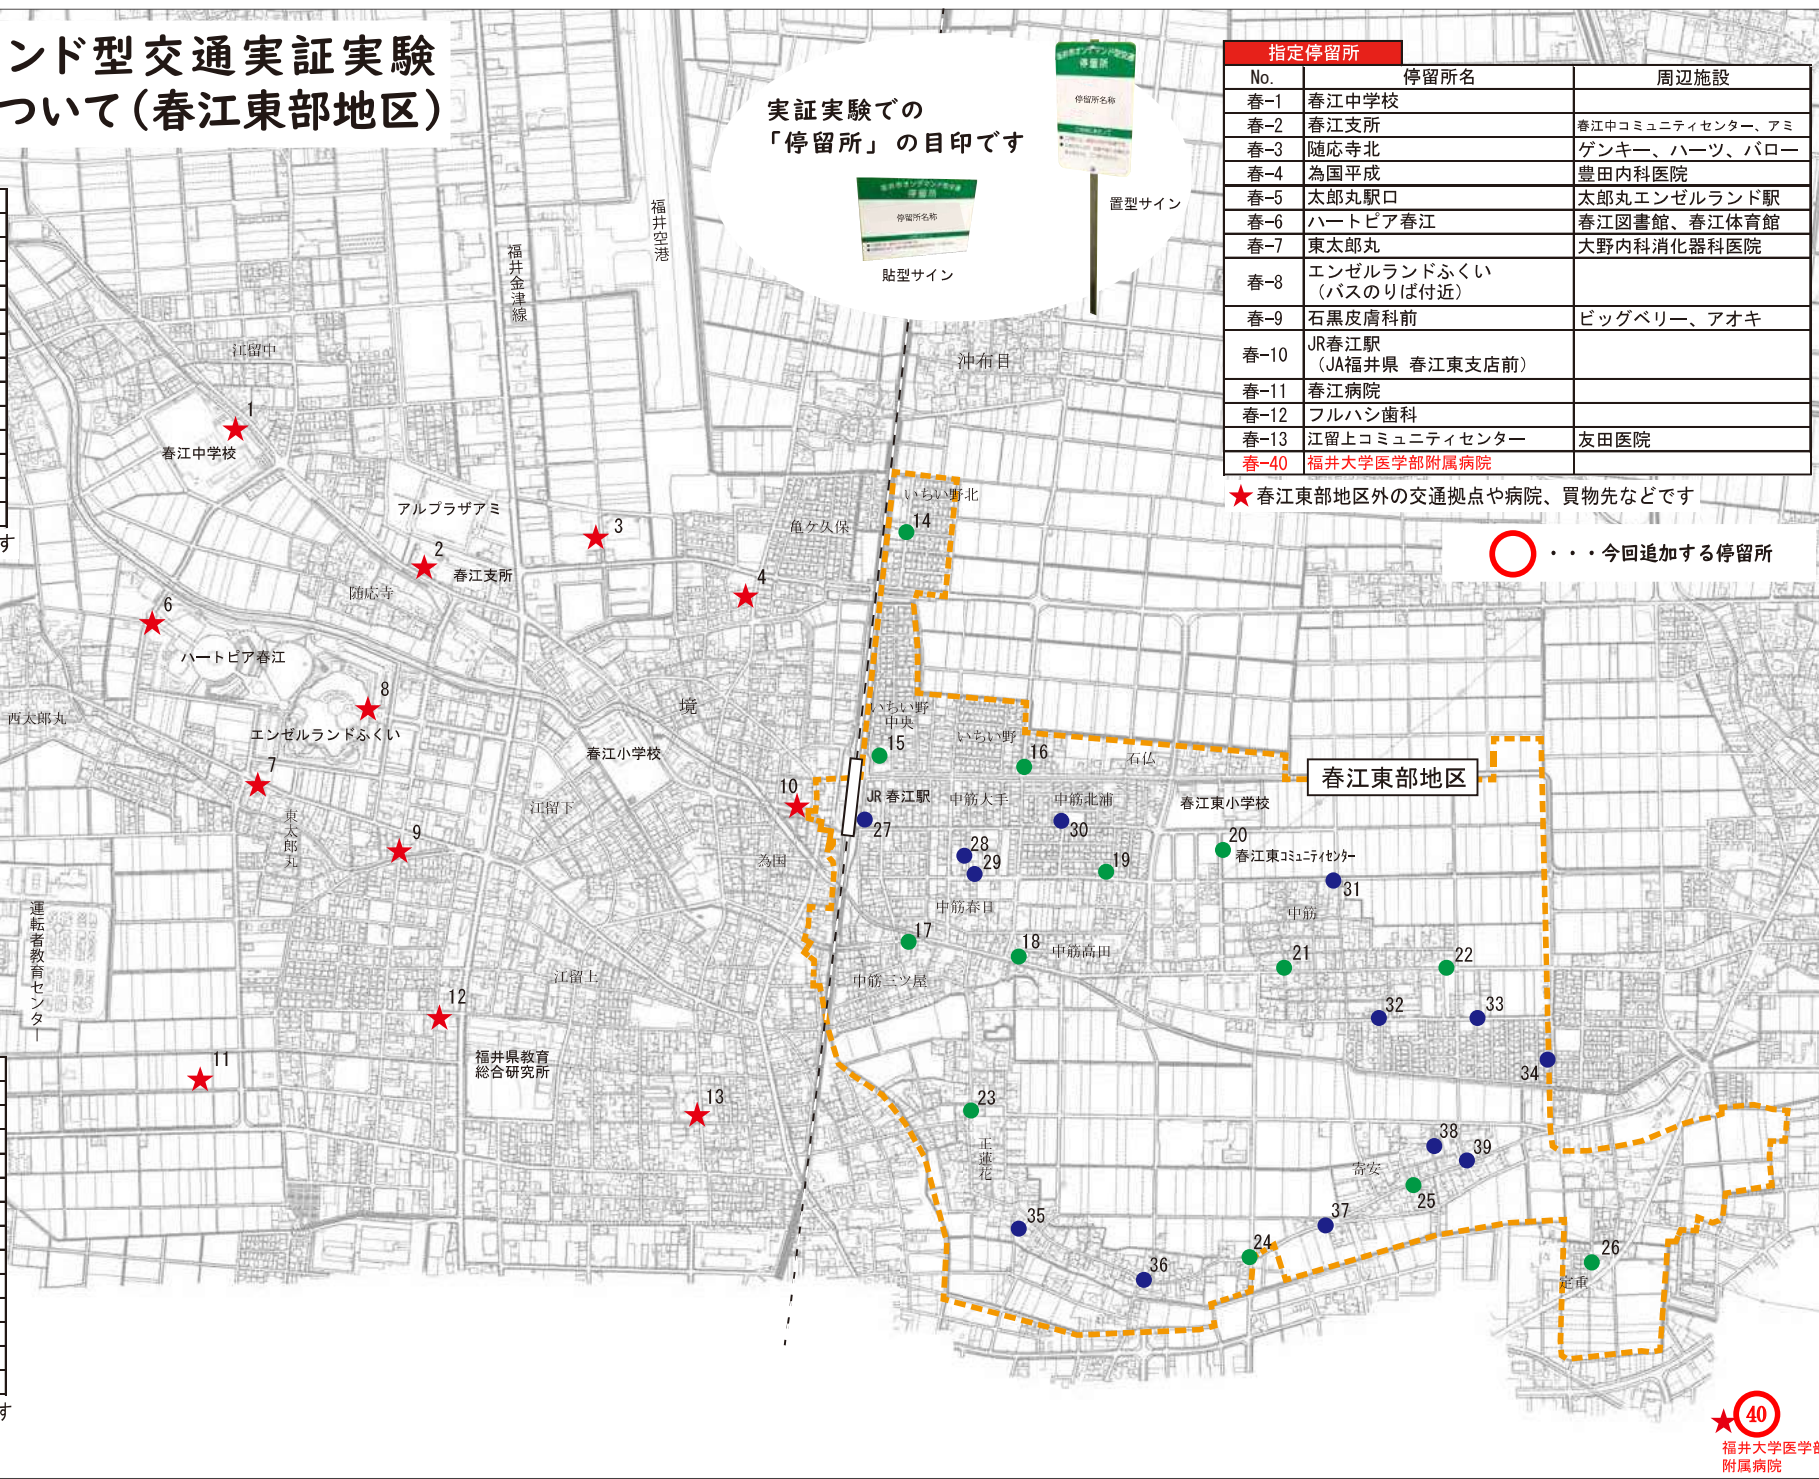 ンド型交通実証実験
ついて(春江東部地区)
実証実験での
「停留所」の目印です
停留所
停留所名称
置型サイン
停留所
停留所名称
貼型サイン
指定停留所
No. 停留所名 周辺施設
春-1 春江中学校
春-2 春江支所 春江中コミュニティセンター、アミ
春-3 随応寺北 ゲンキー、ハーツ、バロー
春-4 為国平成 豊田内科医院
春-5 太郎丸駅口 太郎丸エンゼルランド駅
春-6 ハートピア春江 春江図書館、春江体育館
春-7 東太郎丸 大野内科消化器科医院
春-8 エンゼルランドふくい
(バスのりば付近)
春-9 石黒皮膚科前 ビッグベリー、アオキ
春-10 JR春江駅
(JA福井県 春江東支店前)
春-11 春江病院
春-12 フルハシ歯科
春-13 江留上コミュニティセンター 友田医院
春-40 福井大学医学部附属病院
★春江東部地区外の交通拠点や病院、買物先などです
・・・今回追加する停留所
福井空港
福井金津線
江留中
沖布目
1
春江中学校
アルプラザアミ
3
いちい野北
亀ケ久保
14
2
春江支所
4
随応寺
6
ハートピア春江
8
境
西太郎丸
エンゼルランドふくい
いちい野
中央
いちい野
15
16
石仏
春江小学校
7
10
春江東部地区
JR 春江駅
中筋大手
中筋北浦
春江東小学校
江留下
東太郎丸
9
27
28
29
30
19
20
春江東コミュニティセンター
為国
31
運転者教育センター
中筋春日
中筋
17
18
中筋高田
21
22
江留上
中筋三ツ屋
12
32
33
福井県教育
総合研究所
11
34
13
23
正蓮花
38
39
寄安
25
35
37
24
36
26
定重
す
す
40
福井大学医学部
附属病院